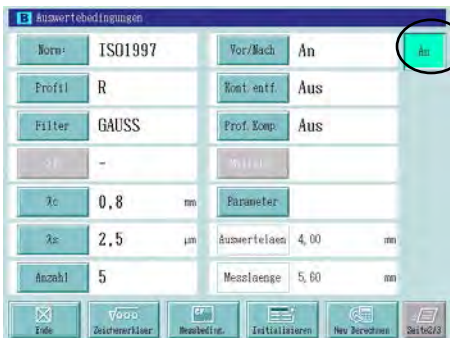 B Auswertebedingungen
Norm: ISO1997 Vor/Nach An An
Profil R Kont. entf. Aus
Filter GAUSS Prof. Komp. Aus
-
λc 0,8 mm Parameter
λs 2,5 μm Auswertelaen 4,00 mm
Anzahl 5 Messlaenge 5,60 mm
Ende Zeichenerklaer Messbeding. Initialisieren Neu Berechnen Seite2/3